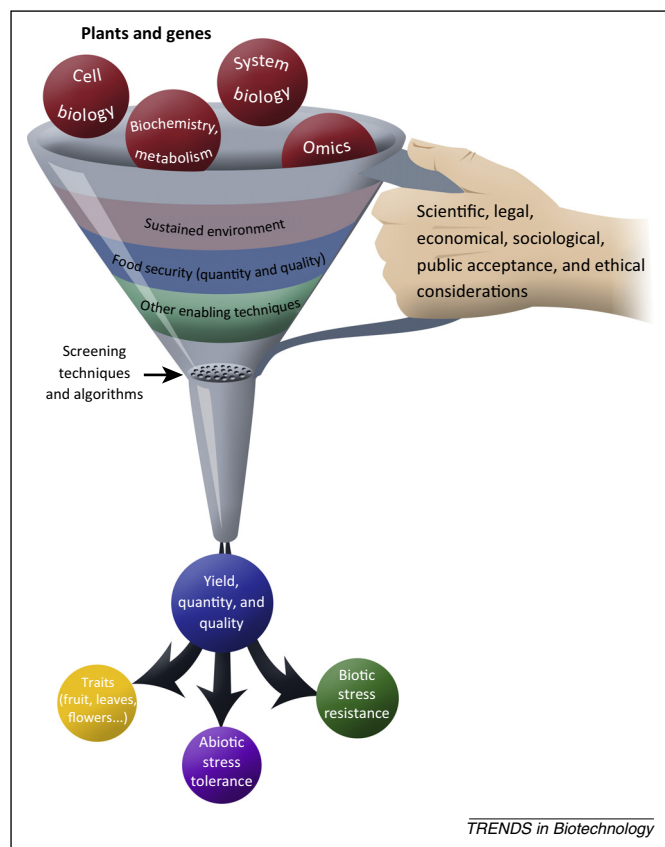 Plants and genes
Cell
biology
System
biology
Biochemistry,
metabolism
Omics
Sustained environment
Food security (quantity and quality)
Other enabling techniques
Scientific, legal,
economical, sociological,
public acceptance, and ethical
considerations
Screening
techniques
and algorithms
Yield,
quantity, and
quality
Traits
(fruit, leaves,
flowers...)
Abiotic
stress
tolerance
Biotic
stress
resistance
TRENDS in Biotechnology